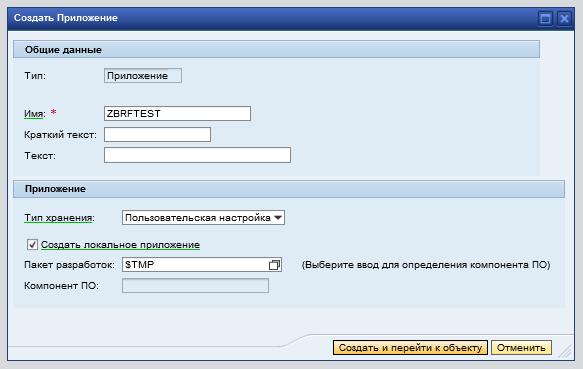 Создать Приложение
Общие данные
Тип: Приложение
Имя: * ZBRFTEST
Краткий текст:
Текст:
Приложение
Тип хранения: Пользовательская настройка
Создать локальное приложение
Пакет разработок: $TMP (Выберите ввод для определения компонента ПО)
Компонент ПО:
Создать и перейти к объекту Отменить